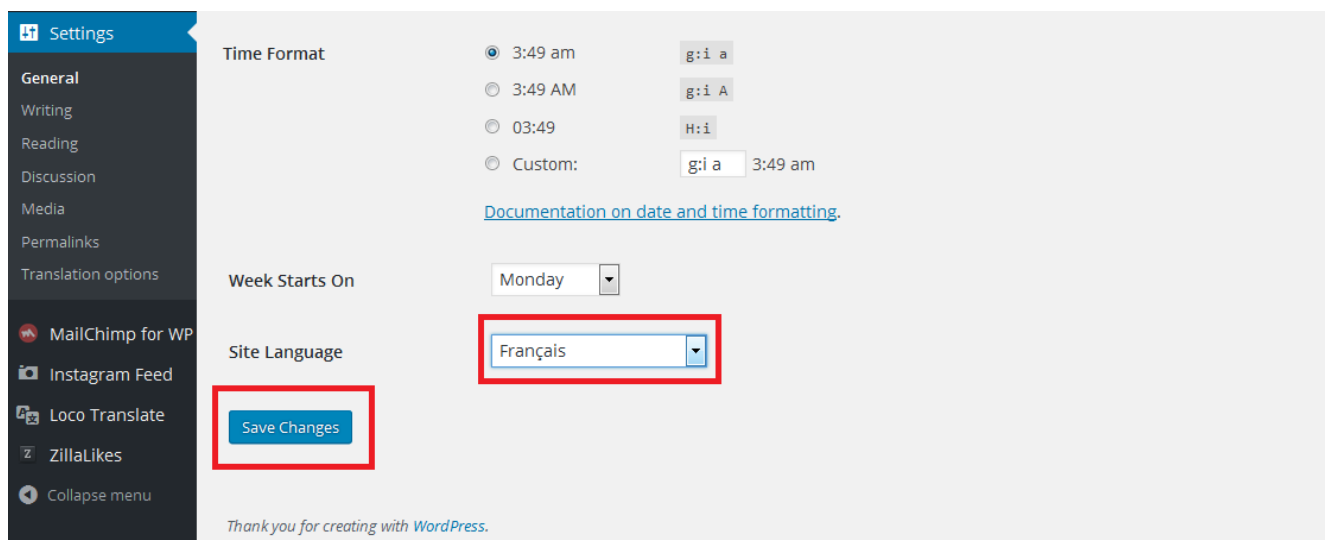 Settings
General
Writing
Reading
Discussion
Media
Permalinks
Translation options
MailChimp for WP
Instagram Feed
Loco Translate
Z ZillaLikes
Collapse menu
Time Format
3:49 am g:i a
3:49 AM g:i A
03:49 H:i
Custom: g:i a 3:49 am
Documentation on date and time formatting.
Week Starts On Monday
Site Language Français
Save Changes
Thank you for creating with WordPress.